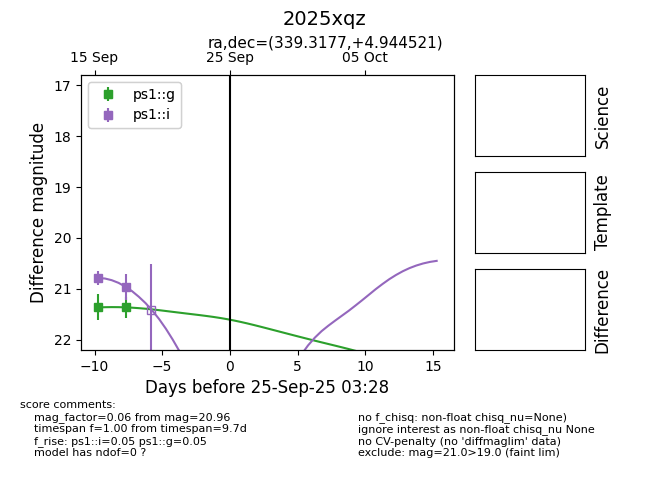 2025xqz
ra,dec=(339.3177,+4.944521)
15 Sep 25 Sep 05 Oct
ps1::g
ps1::i
Difference magnitude
17
18
19
20
21
22
−10 −5 0 5 10 15
Days before 25-Sep-25 03:28
Science
Template
Difference
score comments:
mag_factor=0.06 from mag=20.96
timespan f=1.00 from timespan=9.7d
f_rise: ps1::i=0.05 ps1::g=0.05
model has ndof=0 ?
no f_chisq: non-float chisq_nu=None)
ignore interest as non-float chisq_nu None
no CV-penalty (no 'diffmaglim' data)
exclude: mag=21.0>19.0 (faint lim)